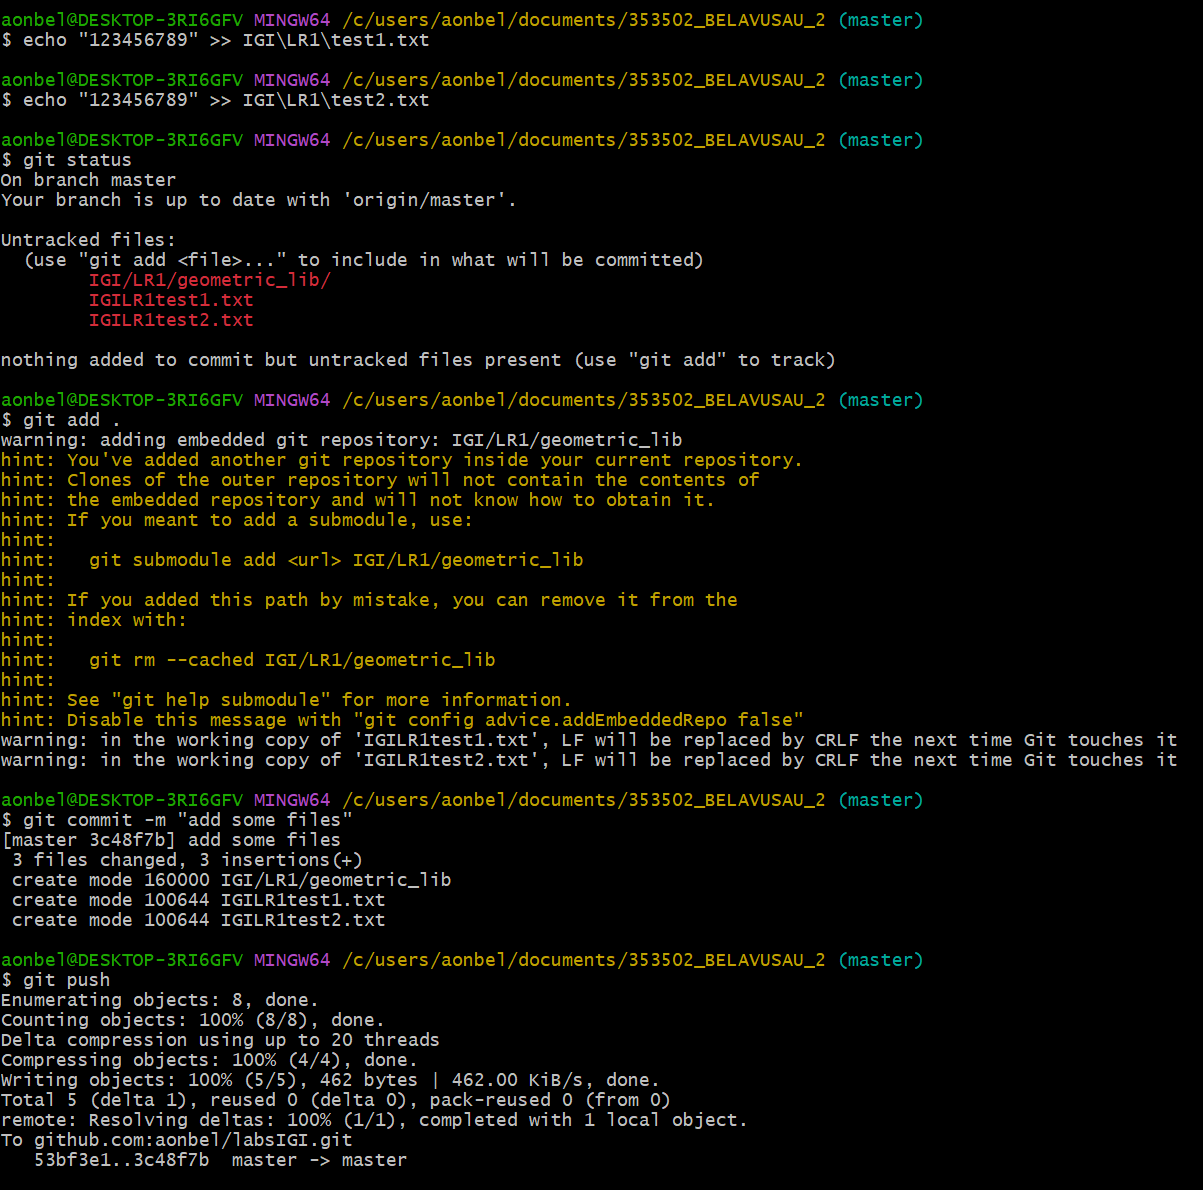 aonbel@DESKTOP-3RI6GFV MINGW64 /c/users/aonbel/documents/353502_BELAVUSAU_2 (master)
$ echo "123456789" >> IGI\LR1\test1.txt

aonbel@DESKTOP-3RI6GFV MINGW64 /c/users/aonbel/documents/353502_BELAVUSAU_2 (master)
$ echo "123456789" >> IGI\LR1\test2.txt

aonbel@DESKTOP-3RI6GFV MINGW64 /c/users/aonbel/documents/353502_BELAVUSAU_2 (master)
$ git status
On branch master
Your branch is up to date with 'origin/master'.

Untracked files:
  (use "git add <file>..." to include in what will be committed)
        IGI/LR1/geometric_lib/
        IGILR1test1.txt
        IGILR1test2.txt

nothing added to commit but untracked files present (use "git add" to track)

aonbel@DESKTOP-3RI6GFV MINGW64 /c/users/aonbel/documents/353502_BELAVUSAU_2 (master)
$ git add .
warning: adding embedded git repository: IGI/LR1/geometric_lib
hint: You've added another git repository inside your current repository.
hint: Clones of the outer repository will not contain the contents of
hint: the embedded repository and will not know how to obtain it.
hint: If you meant to add a submodule, use:
hint:
hint:   git submodule add <url> IGI/LR1/geometric_lib
hint:
hint: If you added this path by mistake, you can remove it from the
hint: index with:
hint:
hint:   git rm --cached IGI/LR1/geometric_lib
hint:
hint: See "git help submodule" for more information.
hint: Disable this message with "git config advice.addEmbeddedRepo false"
warning: in the working copy of 'IGILR1test1.txt', LF will be replaced by CRLF the next time Git touches it
warning: in the working copy of 'IGILR1test2.txt', LF will be replaced by CRLF the next time Git touches it

aonbel@DESKTOP-3RI6GFV MINGW64 /c/users/aonbel/documents/353502_BELAVUSAU_2 (master)
$ git commit -m "add some files"
[master 3c48f7b] add some files
 3 files changed, 3 insertions(+)
 create mode 160000 IGI/LR1/geometric_lib
 create mode 100644 IGILR1test1.txt
 create mode 100644 IGILR1test2.txt

aonbel@DESKTOP-3RI6GFV MINGW64 /c/users/aonbel/documents/353502_BELAVUSAU_2 (master)
$ git push
Enumerating objects: 8, done.
Counting objects: 100% (8/8), done.
Delta compression using up to 20 threads
Compressing objects: 100% (4/4), done.
Writing objects: 100% (5/5), 462 bytes | 462.00 KiB/s, done.
Total 5 (delta 1), reused 0 (delta 0), pack-reused 0 (from 0)
remote: Resolving deltas: 100% (1/1), completed with 1 local object.
To github.com:aonbel/labsIGI.git
   53bf3e1..3c48f7b  master -> master